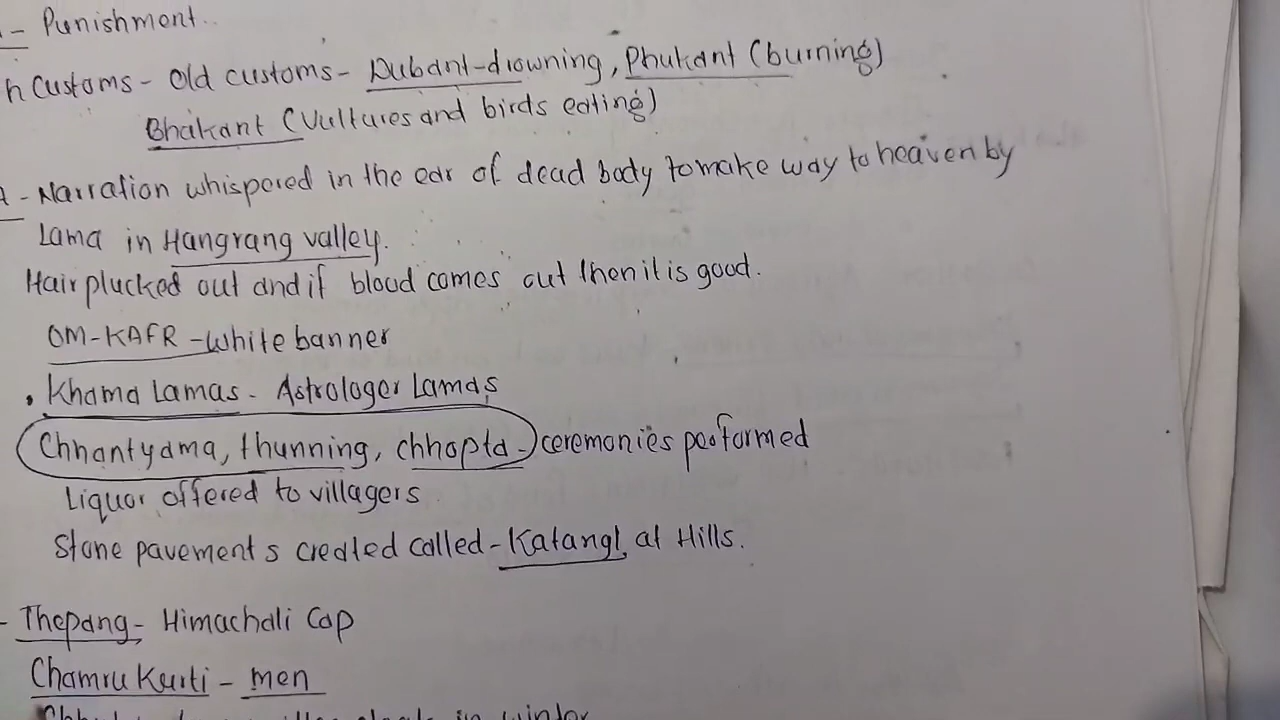 - Punishment.
h Customs - Old customs - Dubant-drowning, Phukant (burning)
Bhakant (Vultures and birds eating)
- Narration whispered in the ear of dead body to make way to heaven by
Lama in Hangrang valley.
Hair plucked out and if blood comes out then it is good.
OM-KAFR - white banner
. Khama Lamas - Astrologer Lamas
Chhantyama, thunning, chhopta - ceremonies performed
Liquor offered to villagers
Stone pavements created called - Katangl, at Hills.
- Thepang - Himachali Cap
Chamru Kurti - men
in winter